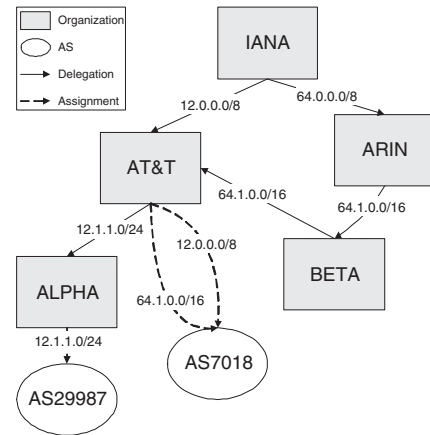 Organization
AS
Delegation
Assignment
IANA
12.0.0.0/8
64.0.0.0/8
AT&T
ARIN
64.1.0.0/16
64.1.0.0/16
12.1.1.0/24
12.0.0.0/8
BETA
ALPHA
64.1.0.0/16
12.1.1.0/24
AS7018
AS29987